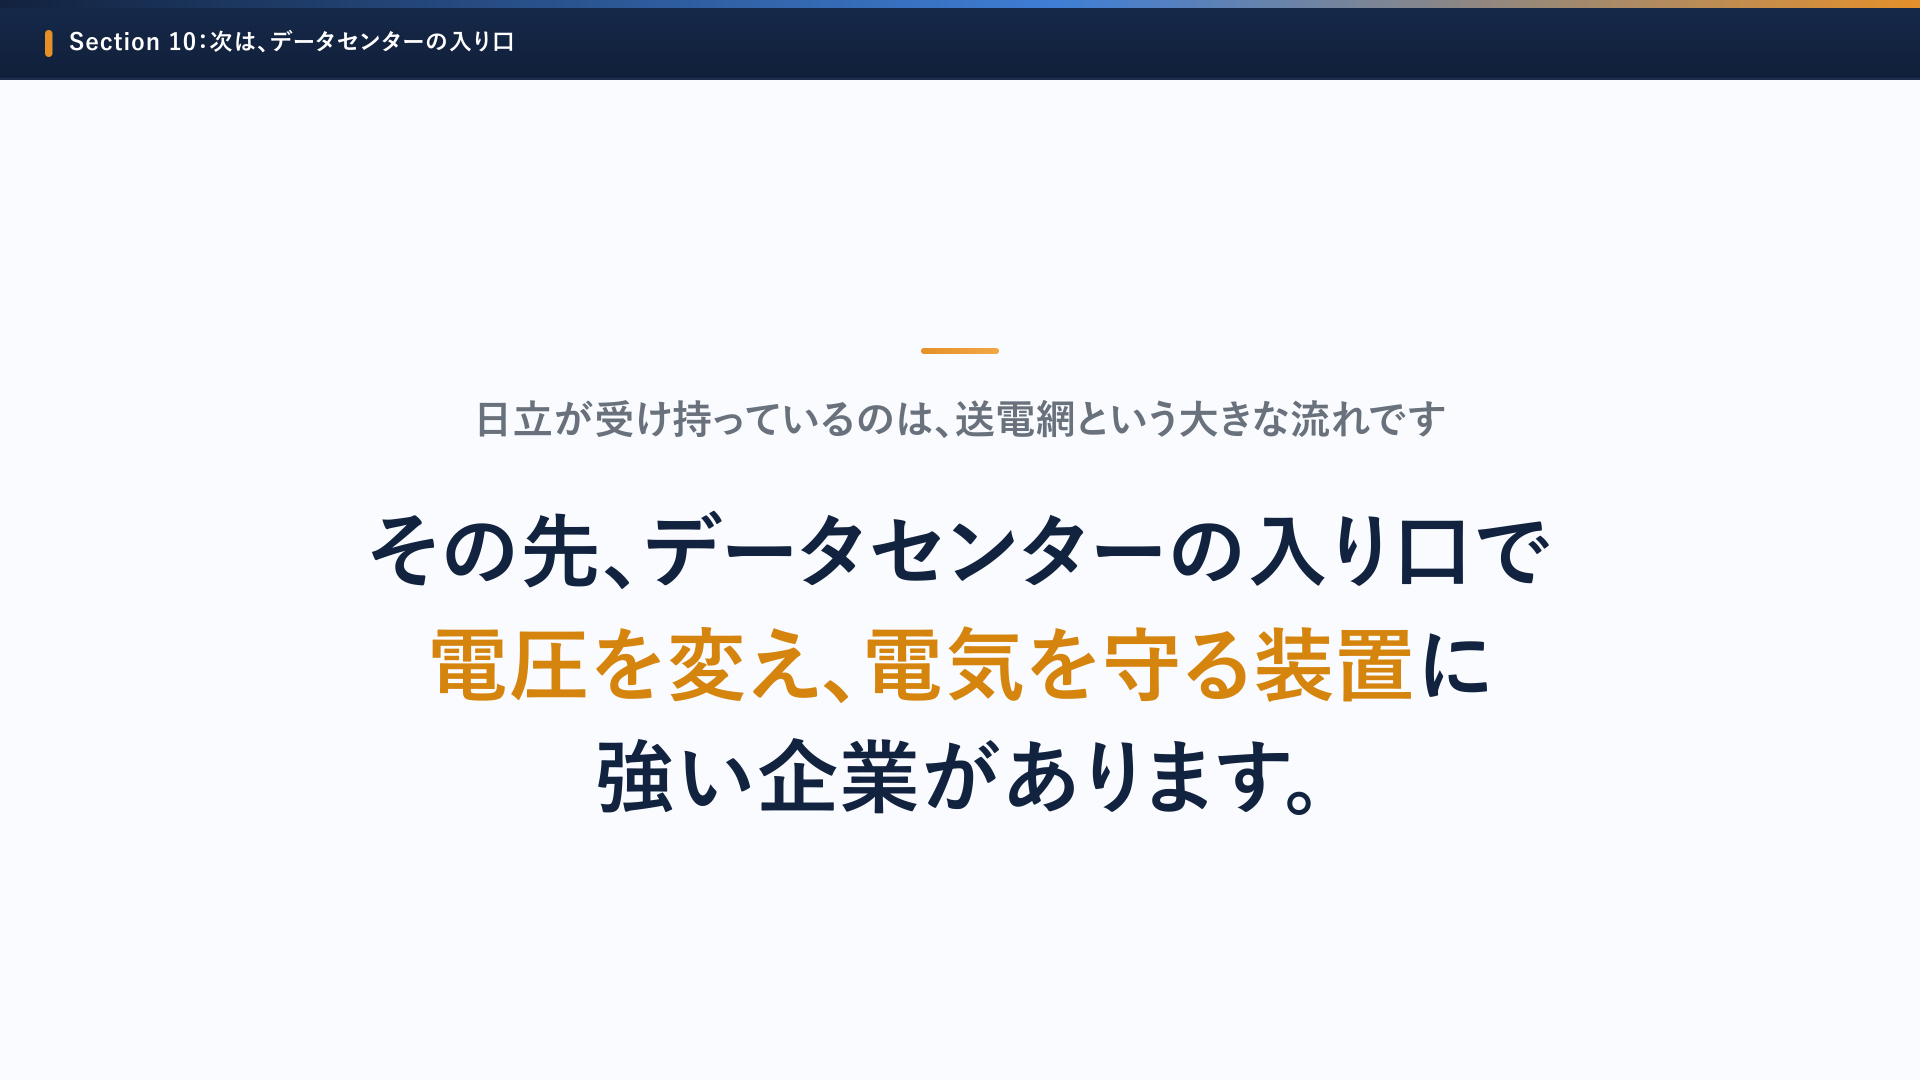 Section 10：次は、データセンターの入り口
日立が受け持っているのは、送電網という大きな流れです
その先、データセンターの入り口で
電圧を変え、電気を守る装置に
強い企業があります。